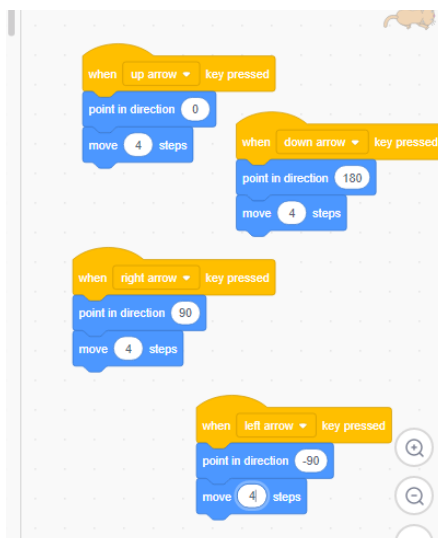 when up arrow key pressed
point in direction 0
move 4 steps
when down arrow key pressed
point in direction 180
move 4 steps
when right arrow key pressed
point in direction 90
move 4 steps
when left arrow key pressed
point in direction -90
move 4 steps